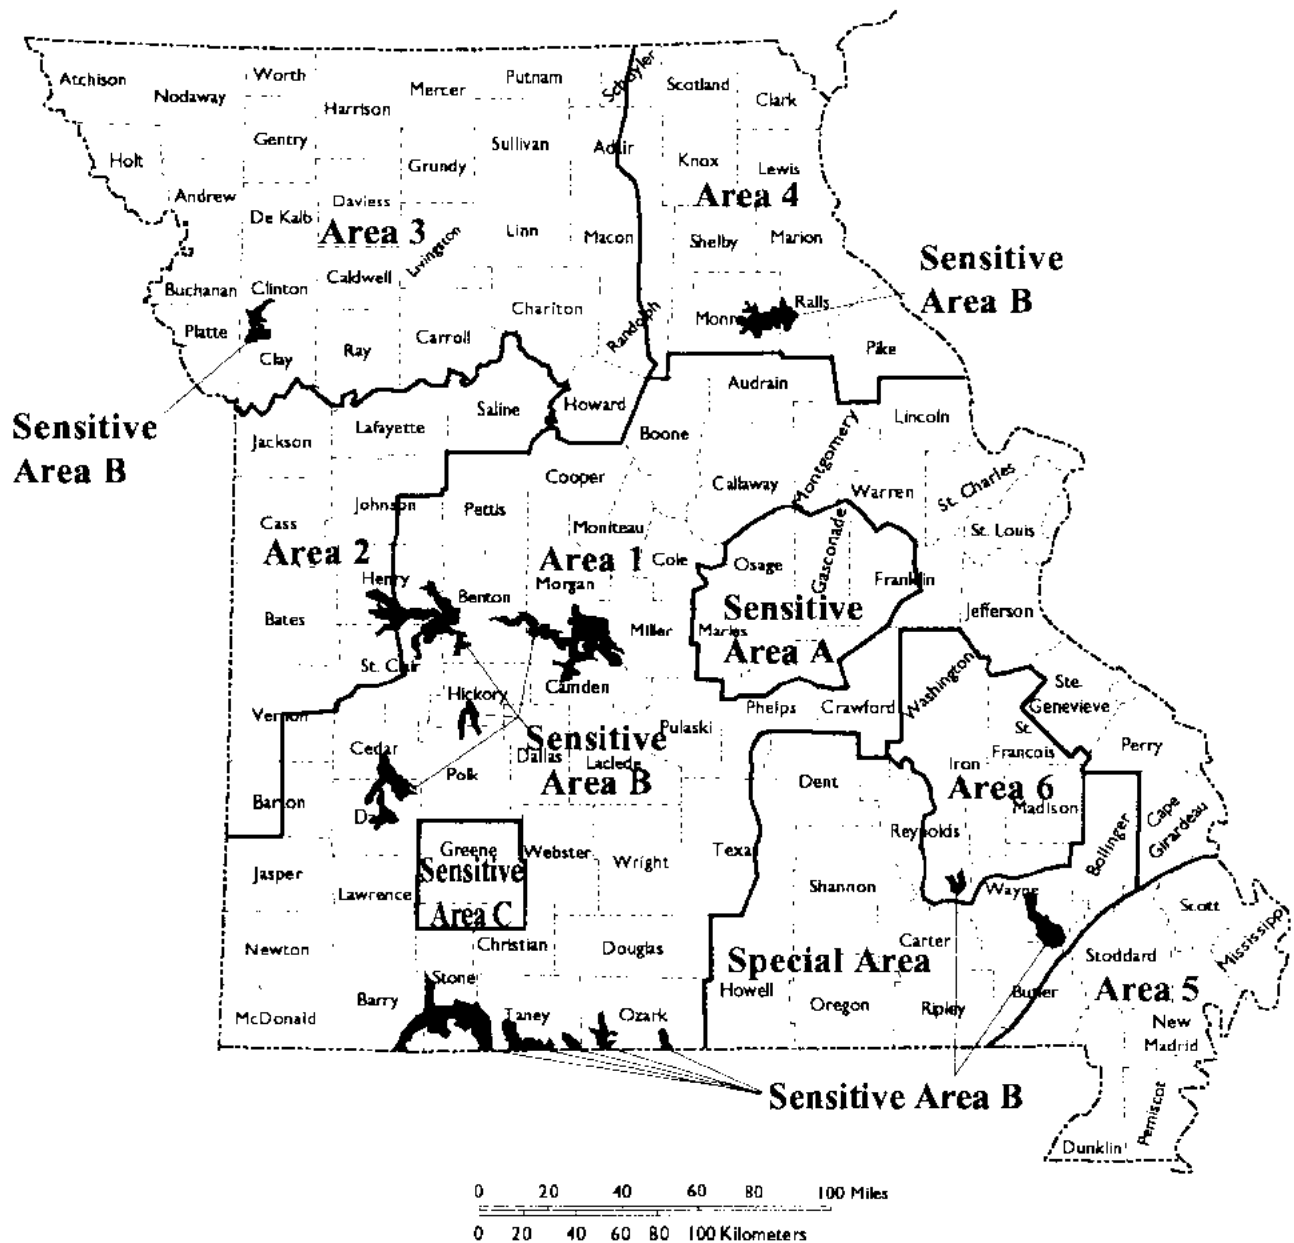 Atchison
Nodaway
Worth
Harrison
Mercer
Putnam
Schuyler
Scotland
Clark
Holt
Gentry
Grundy
Sullivan
Adair
Knox
Lewis
Area 4
Andrew
De Kalb
Daviess
Area 3
Livingston
Linn
Macon
Shelby
Marion
Sensitive
Area B
Buchanan
Clinton
Caldwell
Chariton
Randolph
Ralls
Platte
Clay
Ray
Carroll
Pike
Audrain
Sensitive
Area B
Jackson
Lafayette
Saline
Howard
Boone
Montgomery
Lincoln
Cooper
Callaway
Warren
St. Charles
Johnson
Pettis
Moniteau
Gasconade
St. Louis
Cass
Area 2
Area 1
Cole
Osage
Franklin
Henry
Benton
Morgan
Sensitive
Area A
Jefferson
Bates
Miller
Maries
St. Clair
Camden
Hickory
Phelps
Crawford
Washington
Ste.
Genevieve
Vernon
Pulaski
St.
Francois
Perry
Cedar
Sensitive
Area B
Polk
Dallas
Laclede
Dent
Iron
Area 6
Madison
Barton
Reynolds
Bollinger
Cape
Girardeau
Jasper
Lawrence
Greene
Sensitive
Area C
Webster
Wright
Texa
Shannon
Wayne
Scott
Mississippi
Newton
Christian
Douglas
Carter
Special Area
Stoddard
McDonald
Barry
Stone
Taney
Ozark
Howell
Oregon
Ripley
Butler
Area 5
New
Madrid
Sensitive Area B
Pemiscot
Dunklin
0 20 40 60 80 100 Miles
0 20 40 60 80 100 Kilometers